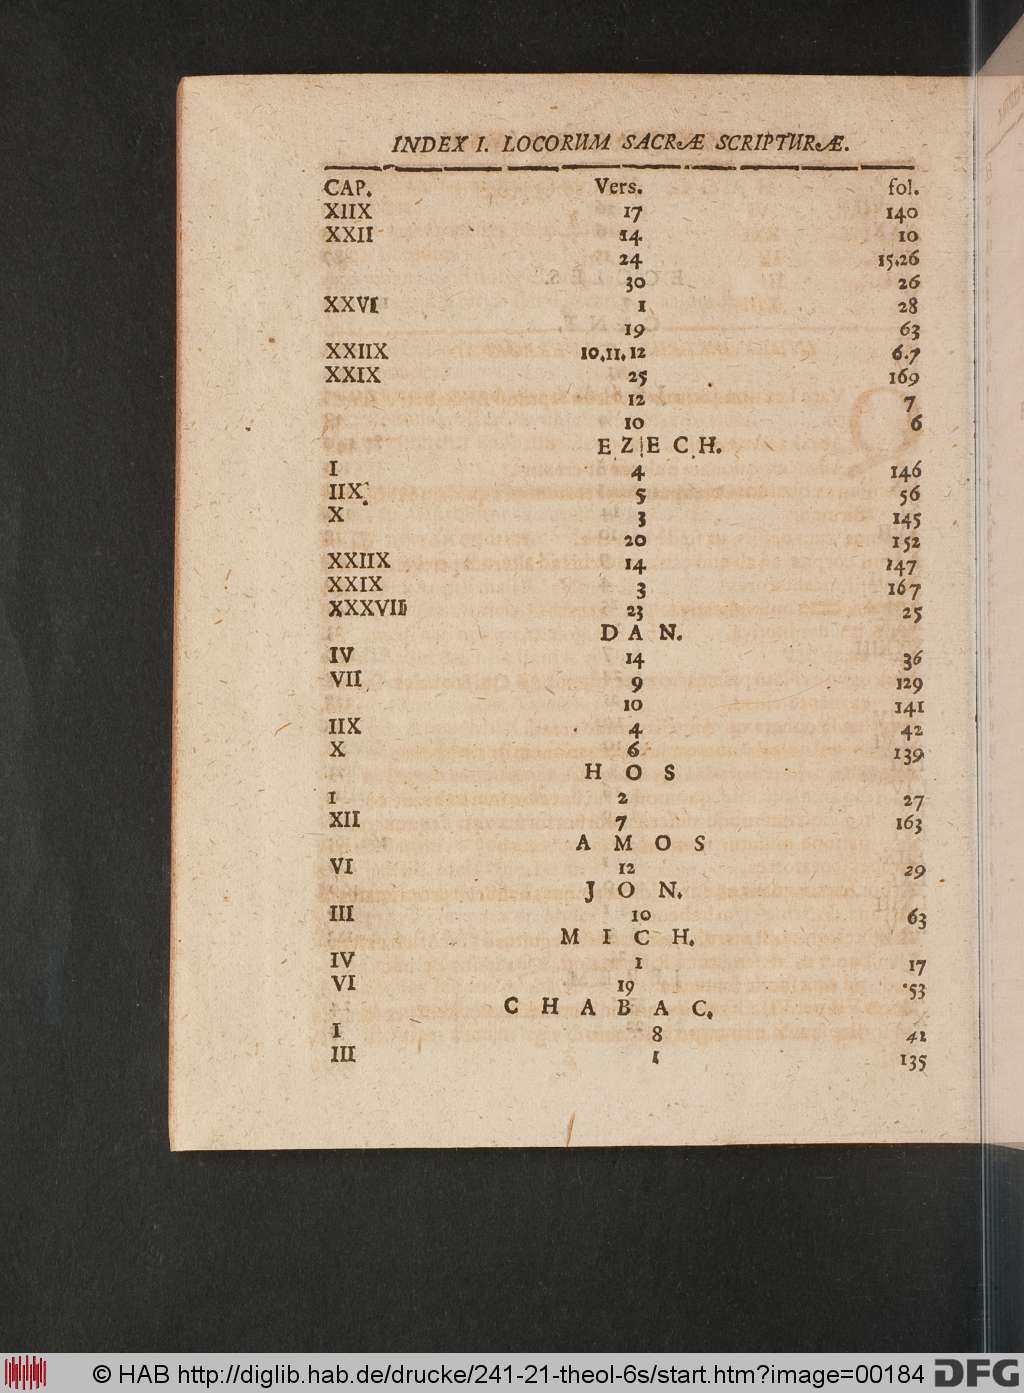 INDEX I. LOCORUM SACRÆ SCRIPTURÆ.
CAP. Vers. fol.
XIIX 17 140
XXII 14 10
24 15.26
30 26
XXVI 1 28
19 63
XXIIX 10.11.12 6.7
XXIX 25 169
12 7
10 6
EZECH.
I 4 146
IIX 5 56
X 3 145
20 152
XXIIX 14 147
XXIX 3 167
XXXVII 23 25
DAN.
IV 14 36
VII 9 129
10 141
IIX 4 42
X 6 139
HOS
I 2 27
XII 7 163
AMOS
VI 12 29
JON.
III 10 63
MICH.
IV 1 17
VI 19 53
CHABAC.
I 8 41
III 1 135
© HAB http://diglib.hab.de/drucke/241-21-theol-6s/start.htm?image=00184 DFG